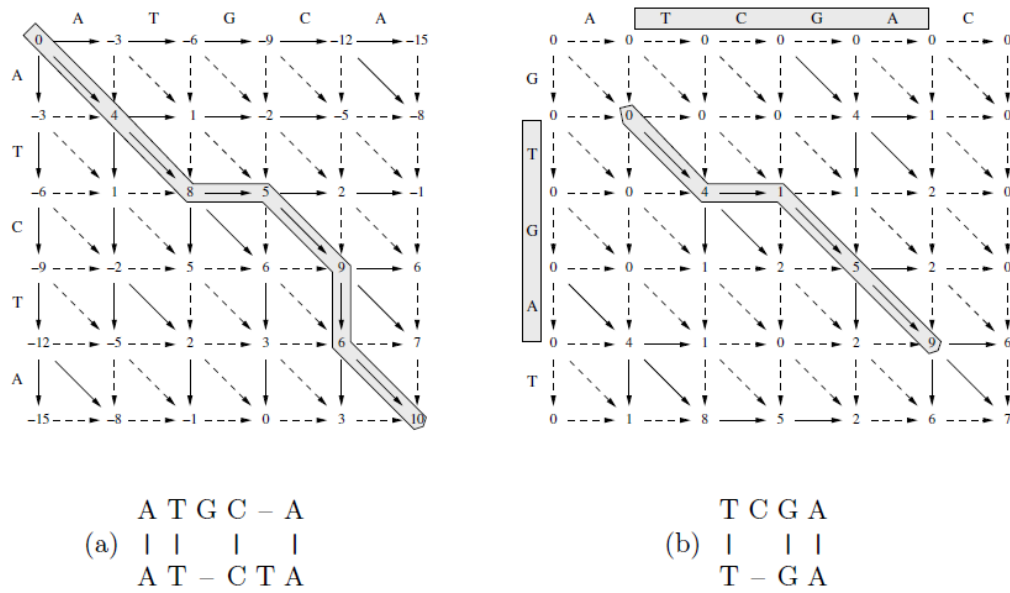 A T G C A
0 –3 –6 –9 –12 –15
A
–3 4 1 –2 –5 –8
T
–6 1 8 5 2 –1
C
–9 –2 5 6 9 6
T
–12 –5 2 3 6 7
A
–15 –8 –1 0 3 10
A T G C – A
(a)
A T – C T A
A T C G A C
0 0 0 0 0 0 0
G
0 0 0 0 4 1 0
T
0 0 4 1 1 2 0
G
0 0 1 2 5 2 0
A
0 4 1 0 2 9 6
T
0 1 8 5 2 6 7
T C G A
(b)
T – G A